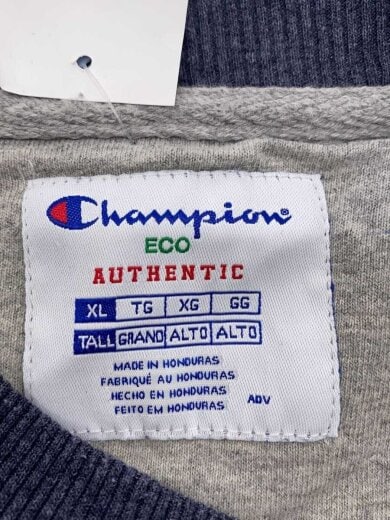 Champion®
ECO
AUTHENTIC
XL TG XG GG
TALL GRAND ALTO ALTO
MADE IN HONDURAS
FABRIQUÉ AU HONDURAS
HECHO EN HONDURAS ADV
FEITO EM HONDURAS